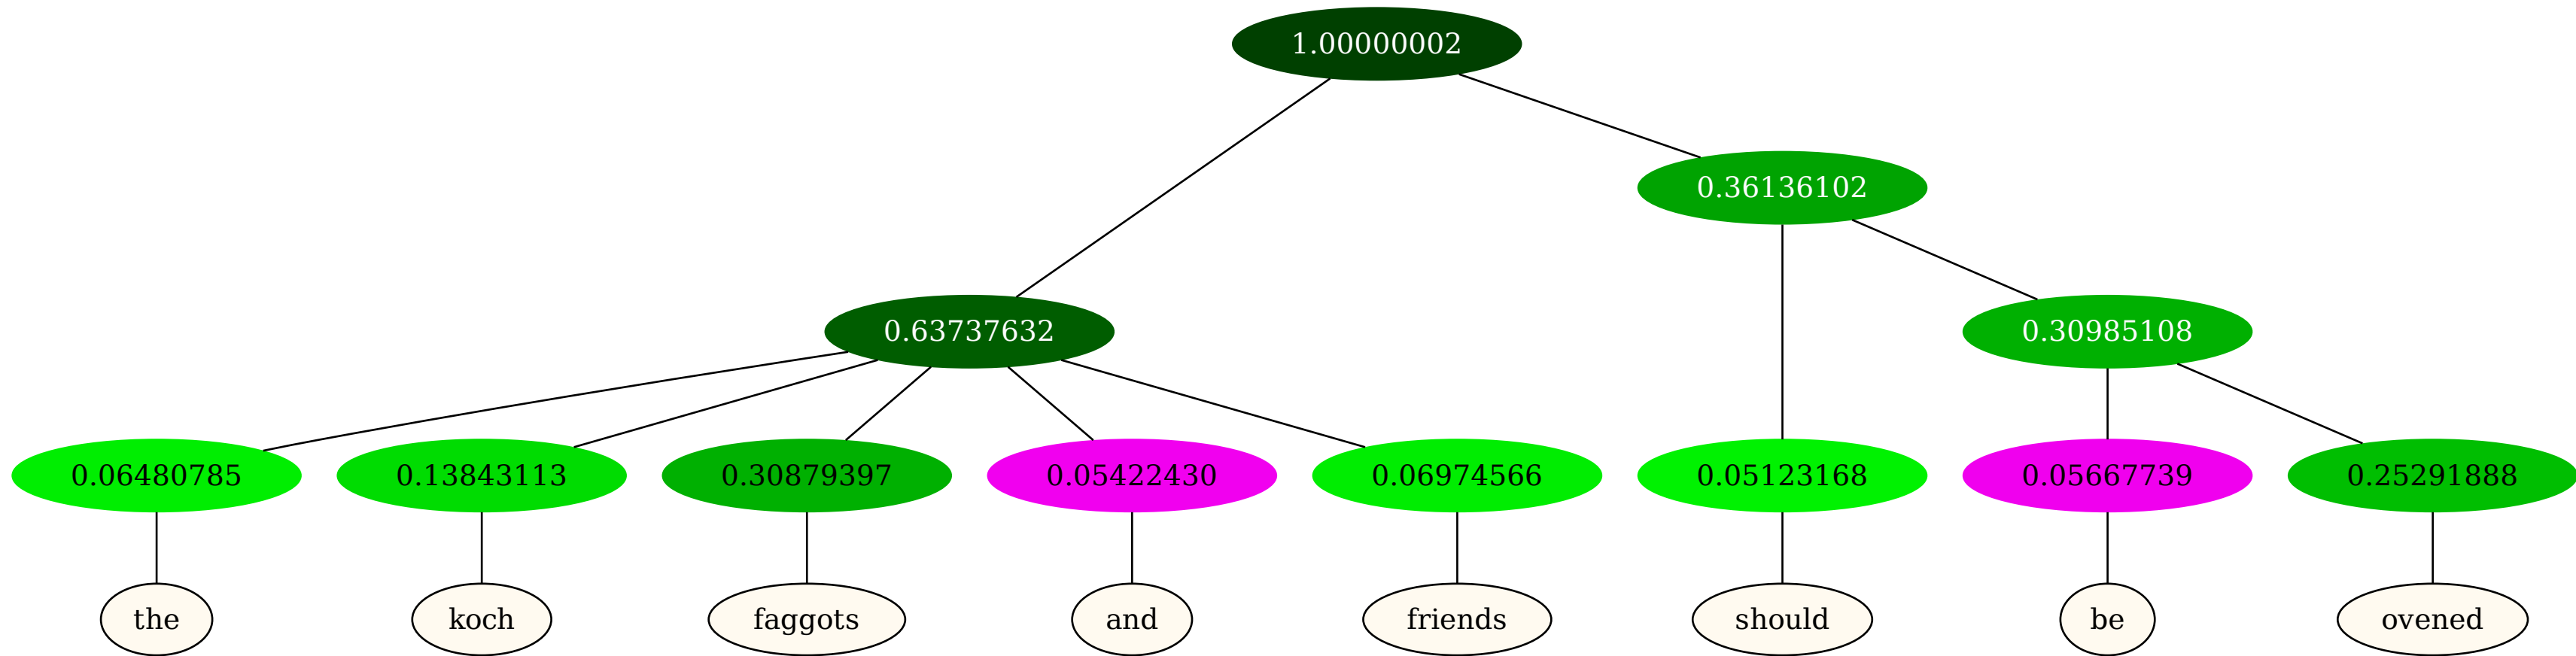 1.00000002
0.36136102
0.63737632 0.30985108
0.06480785 0.13843113 0.30879397 0.05422430 0.06974566 0.05123168 0.05667739 0.25291888
the koch faggots and friends should be ovened